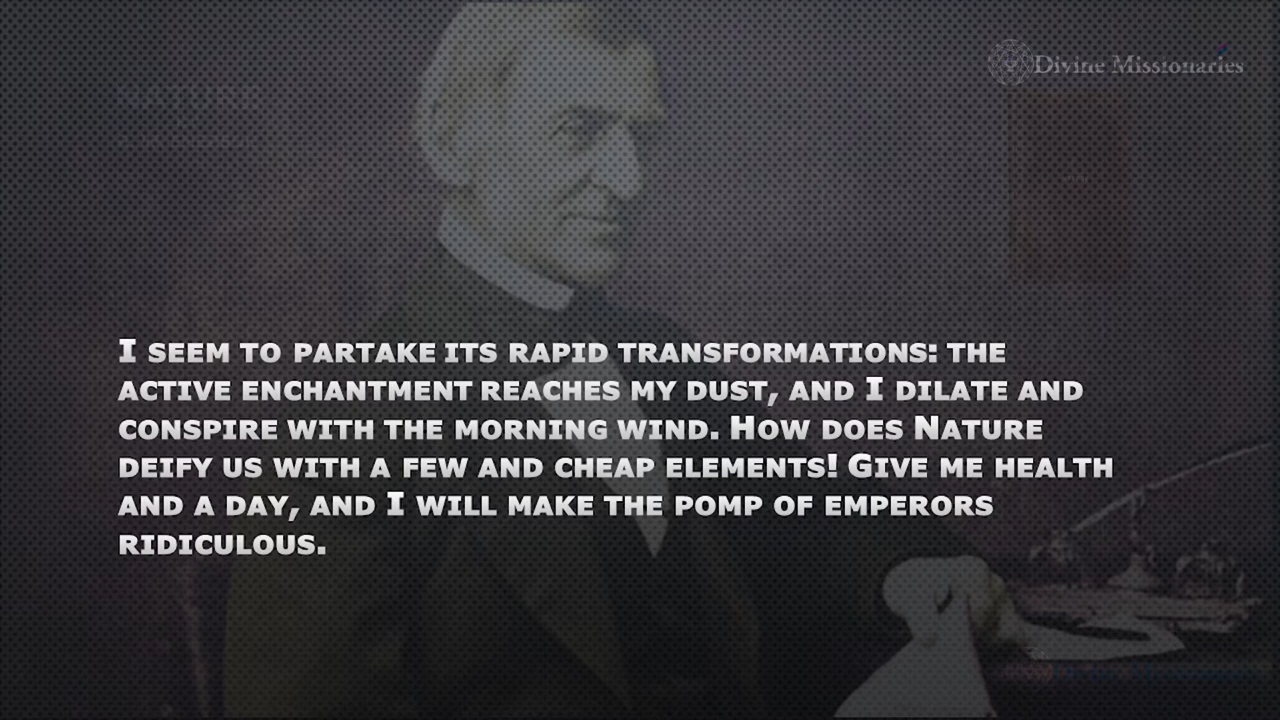 Divine Missionaries
NATURE
I SEEM TO PARTAKE ITS RAPID TRANSFORMATIONS: THE
ACTIVE ENCHANTMENT REACHES MY DUST, AND I DILATE AND
CONSPIRE WITH THE MORNING WIND. HOW DOES NATURE
DEIFY US WITH A FEW AND CHEAP ELEMENTS! GIVE ME HEALTH
AND A DAY, AND I WILL MAKE THE POMP OF EMPERORS
RIDICULOUS.